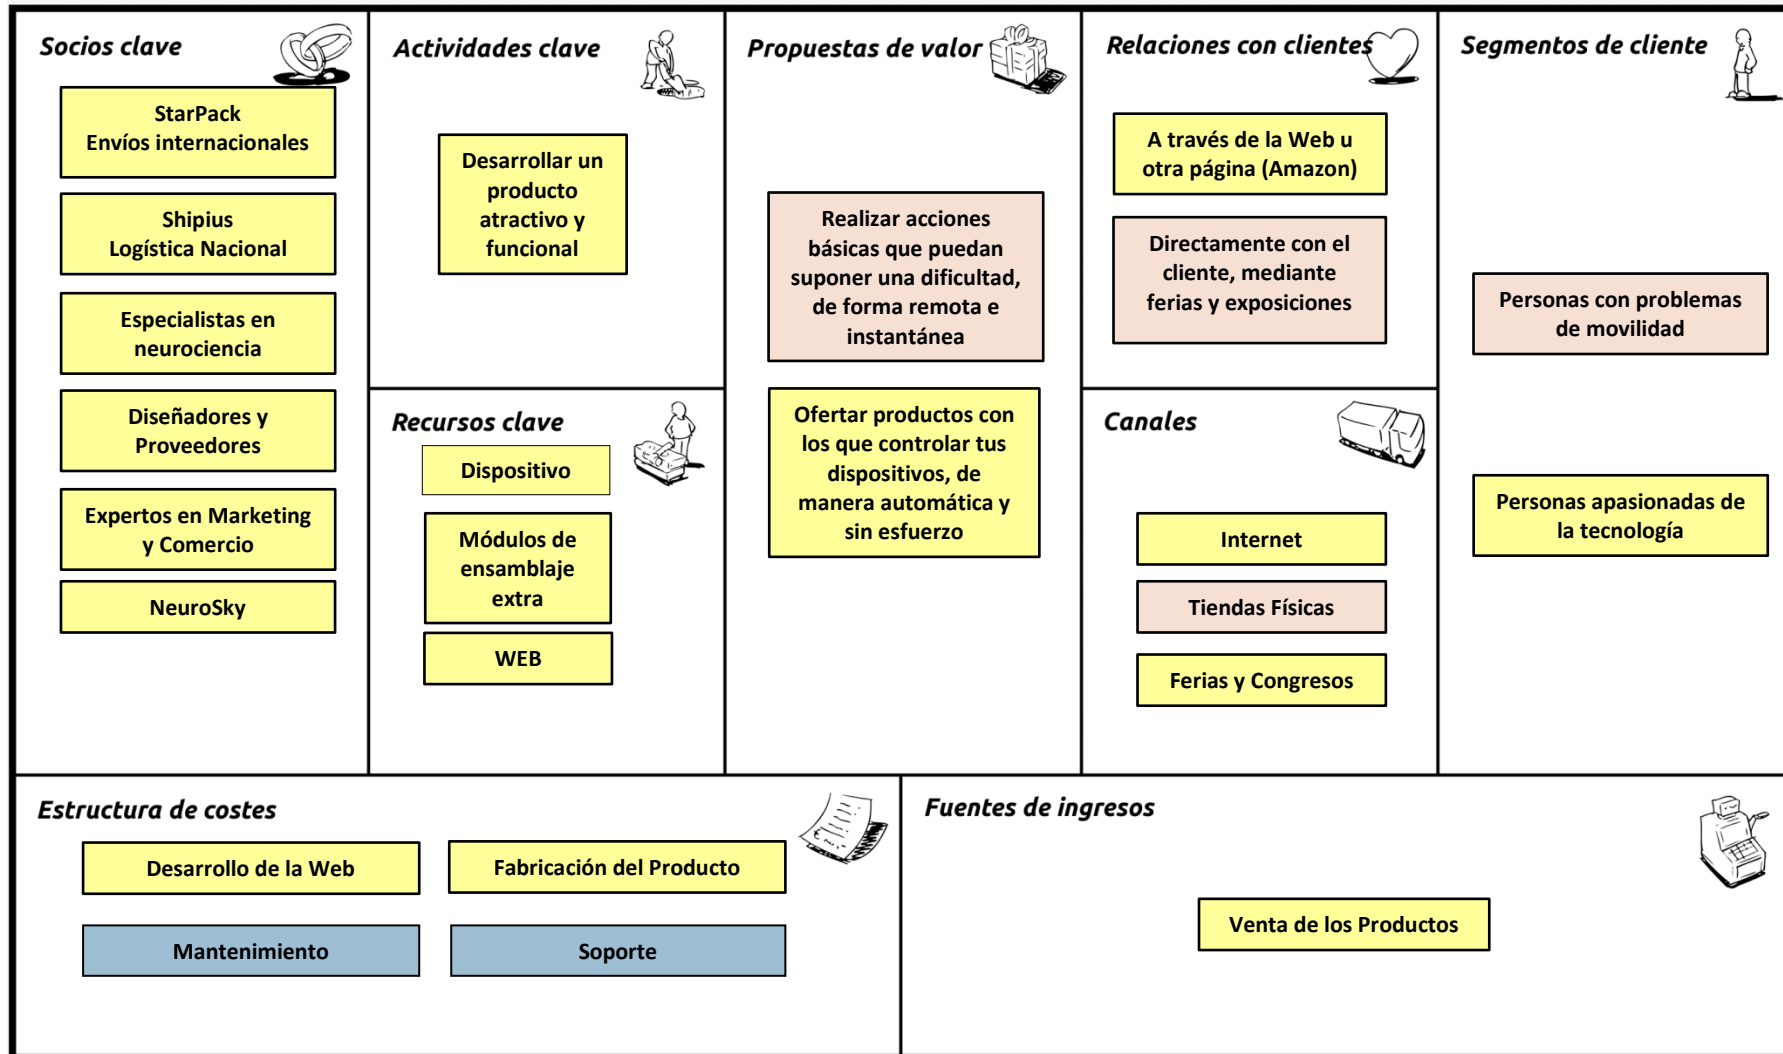 Socios clave
StarPack
Envíos internacionales
Shipius
Logística Nacional
Especialistas en
neurociencia
Diseñadores y
Proveedores
Expertos en Marketing
y Comercio
NeuroSky
Actividades clave
Desarrollar un
producto
atractivo y
funcional
Recursos clave
Dispositivo
Módulos de
ensamblaje
extra
WEB
Propuestas de valor
Realizar acciones
básicas que puedan
suponer una dificultad,
de forma remota e
instantánea
Ofertar productos con
los que controlar tus
dispositivos, de
manera automática y
sin esfuerzo
Relaciones con clientes
A través de la Web u
otra página (Amazon)
Directamente con el
cliente, mediante
ferias y exposiciones
Canales
Internet
Tiendas Físicas
Ferias y Congresos
Segmentos de cliente
Personas con problemas
de movilidad
Personas apasionadas de
la tecnología
Estructura de costes
Desarrollo de la Web
Fabricación del Producto
Mantenimiento
Soporte
Fuentes de ingresos
Venta de los Productos